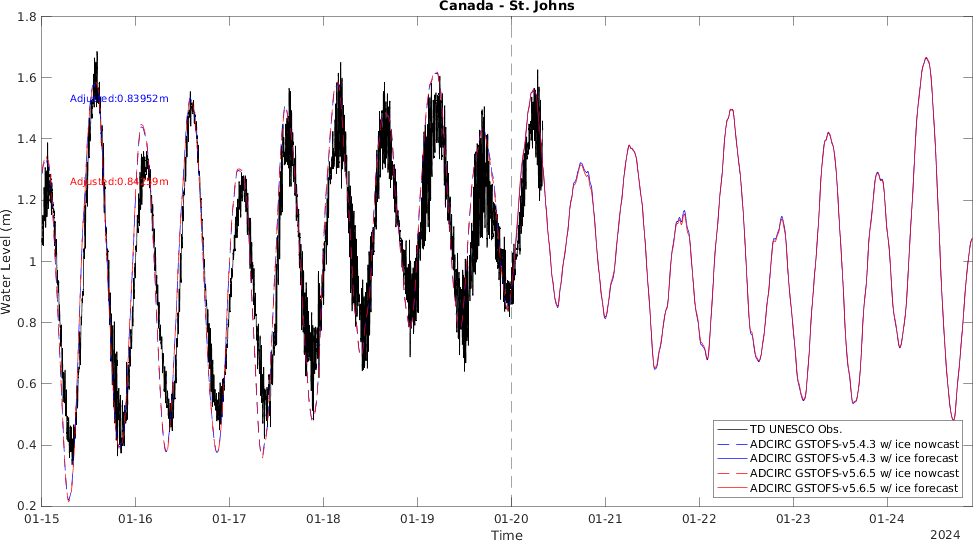 Canada - St. Johns
1.8
1.6
1.4
1.2
1
0.8
0.6
0.4
0.2
Water Level (m)
Adjusted:0.83952m
TD UNESCO Obs.
ADCIRC GSTOFS-v5.4.3 w/ ice nowcast
ADCIRC GSTOFS-v5.4.3 w/ ice forecast
ADCIRC GSTOFS-v5.6.5 w/ ice nowcast
ADCIRC GSTOFS-v5.6.5 w/ ice forecast
01-15 01-16 01-17 01-18 01-19 01-20 01-21 01-22 01-23 01-24
Time
2024